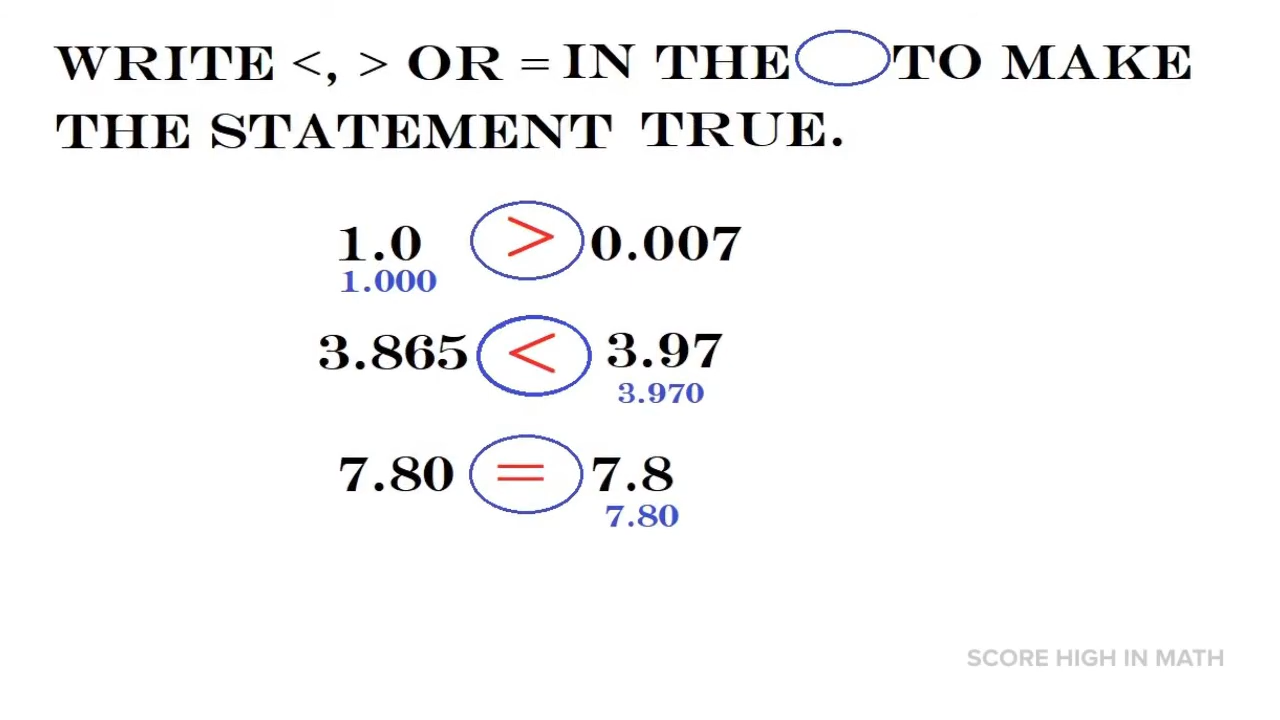 WRITE <, > OR = IN THE TO MAKE
THE STATEMENT TRUE.
1.0 > 0.007
1.000
3.865 < 3.97
3.970
7.80 = 7.8
7.80
SCORE HIGH IN MATH